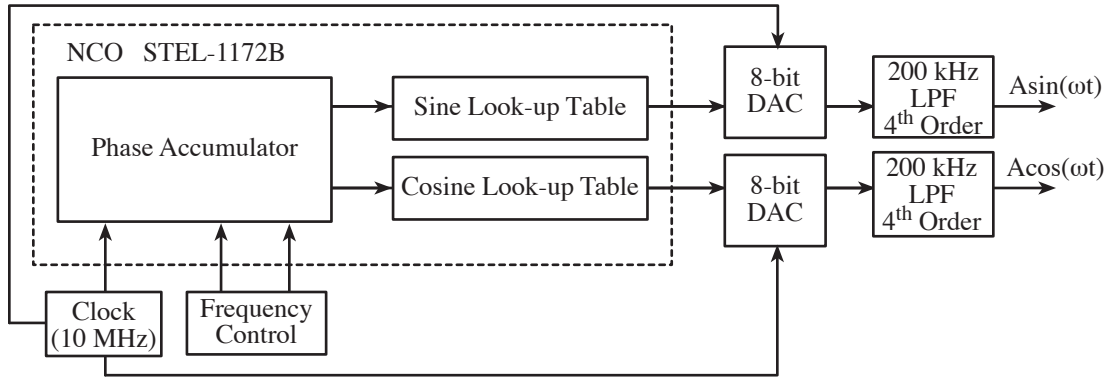 NCO STEL-1172B
Phase Accumulator
Sine Look-up Table
Cosine Look-up Table
8-bit
DAC
200 kHz
LPF
4th Order
Asin(ωt)
8-bit
DAC
200 kHz
LPF
4th Order
Acos(ωt)
Clock
(10 MHz)
Frequency
Control